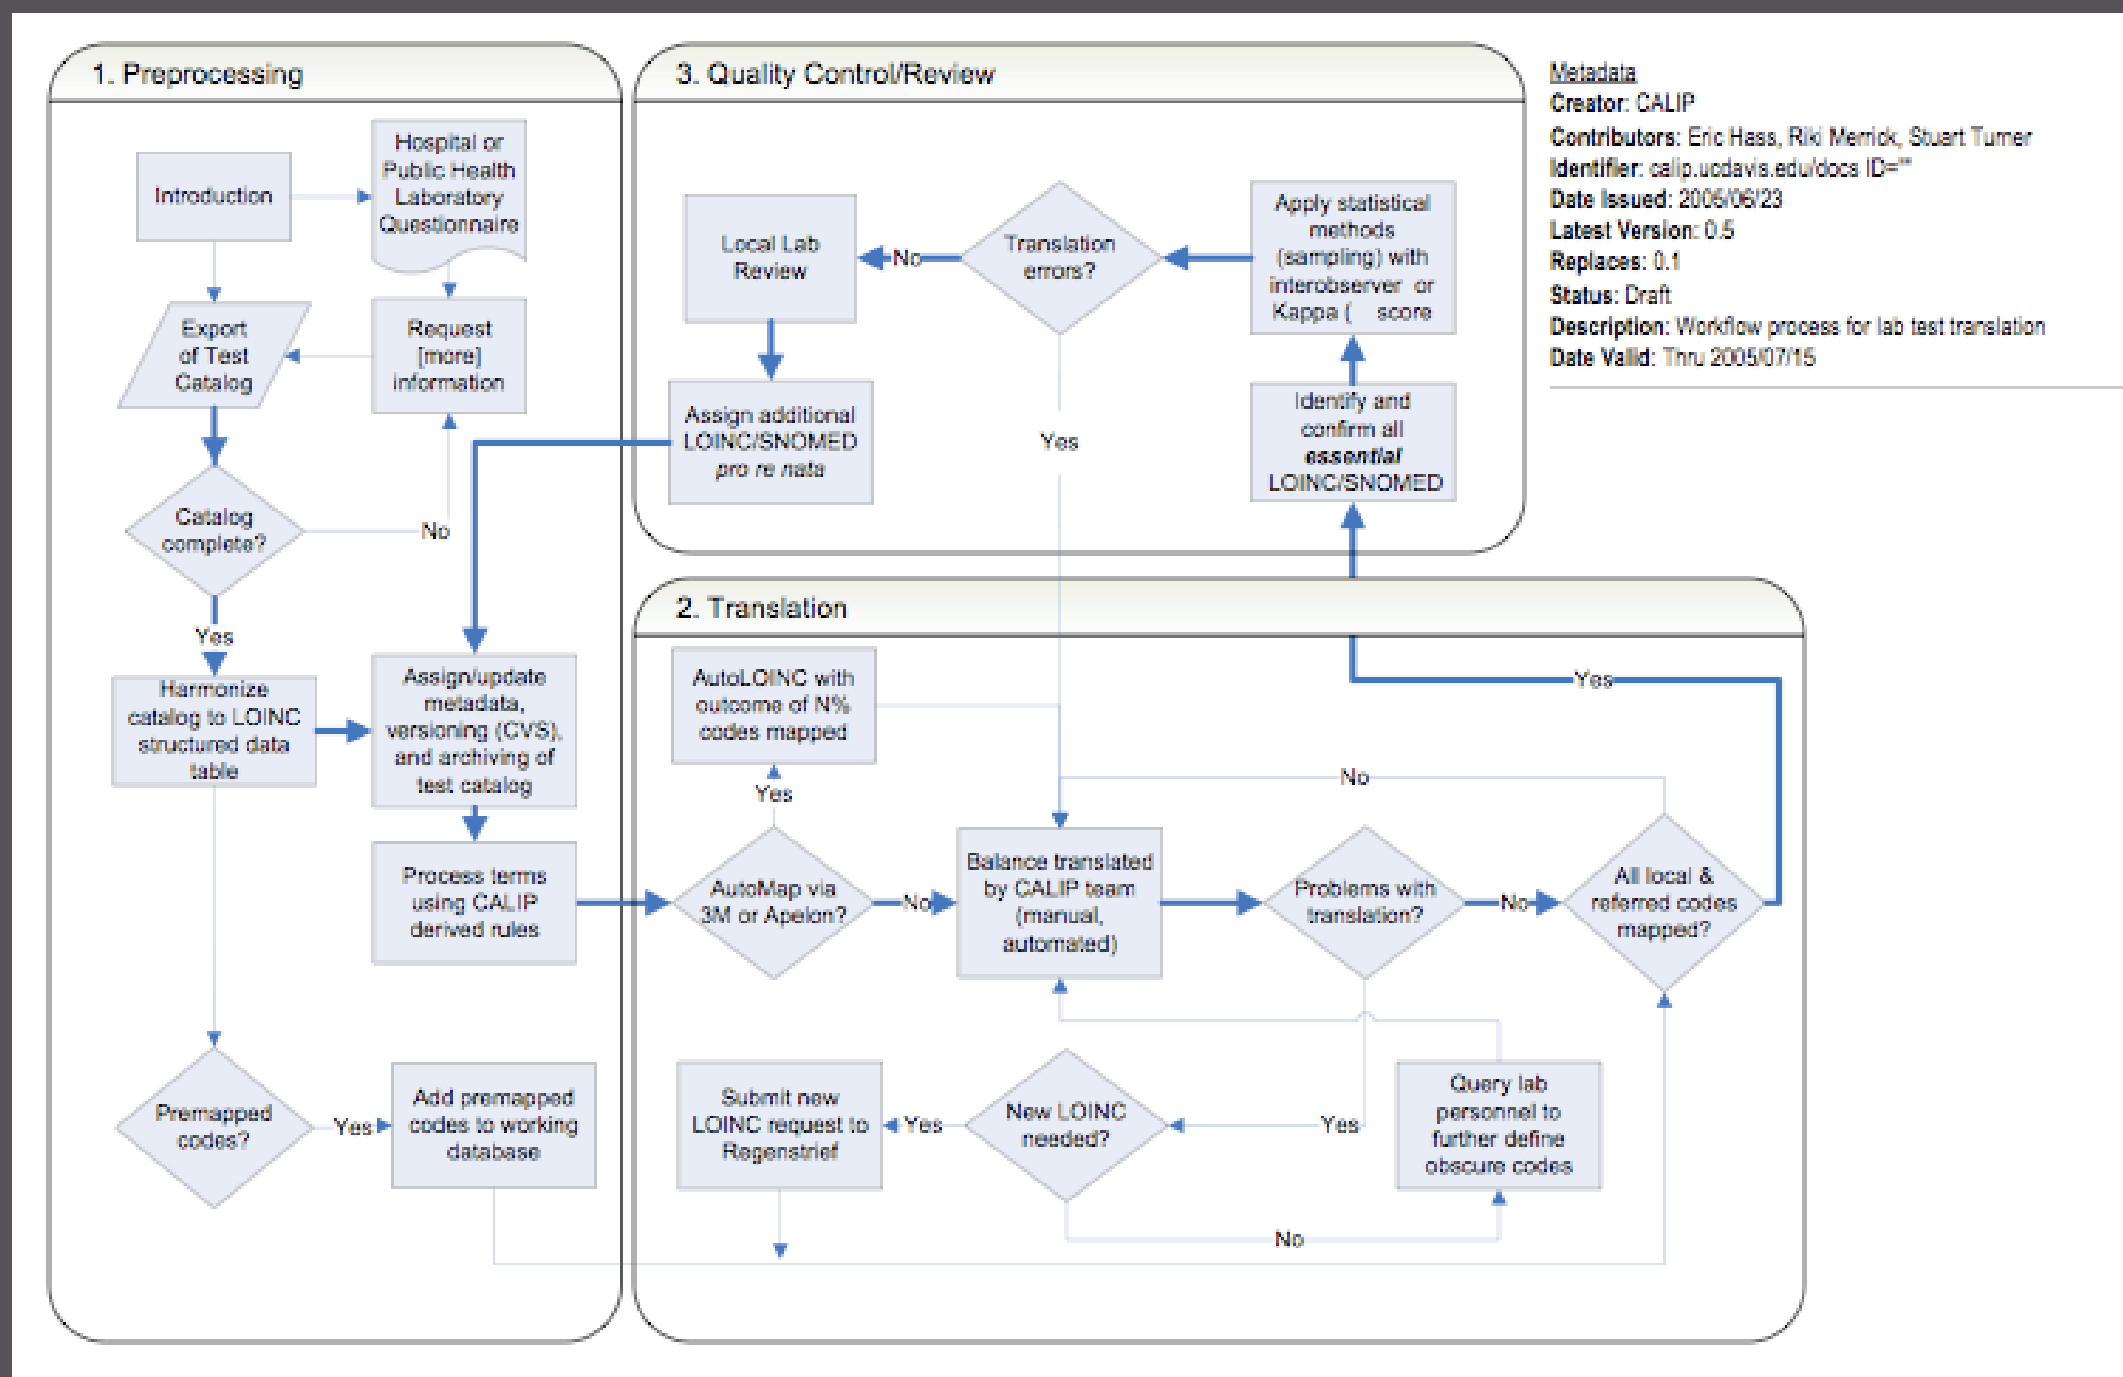 1. Preprocessing
Introduction
Hospital or
Public Health
Laboratory
Questionnaire
Export
of Test
Catalog
Request
[more]
information
Catalog
complete?
No
Yes
Harmonize
catalog to LOINC
structured data
table
Assign/update
metadata,
versioning (CVS),
and archiving of
test catalog
Process terms
using CALIP
derived rules
Premapped
codes?
Yes
Add premapped
codes to working
database
3. Quality Control/Review
Local Lab
Review
No
Translation
errors?
Apply statistical
methods
(sampling) with
interobserver or
Kappa ( score
Assign additional
LOINC/SNOMED
pro re nata
Yes
Identify and
confirm all
essential
LOINC/SNOMED
2. Translation
AutoLOINC with
outcome of N%
codes mapped
Yes
Yes
No
AutoMap via
3M or Apelon?
No
Balance translated
by CALIP team
(manual,
automated)
Problems with
translation?
No
All local &
referred codes
mapped?
Submit new
LOINC request to
Regenstrief
Yes
New LOINC
needed?
Yes
Query lab
personnel to
further define
obscure codes
No
Metadata
Creator: CALIP
Contributors: Eric Hass, Riki Merrick, Stuart Turner
Identifier: calip.ucdavis.edu/docs ID=""
Date Issued: 2005/06/23
Latest Version: 0.5
Replaces: 0.1
Status: Draft
Description: Workflow process for lab test translation
Date Valid: Thru 2005/07/15